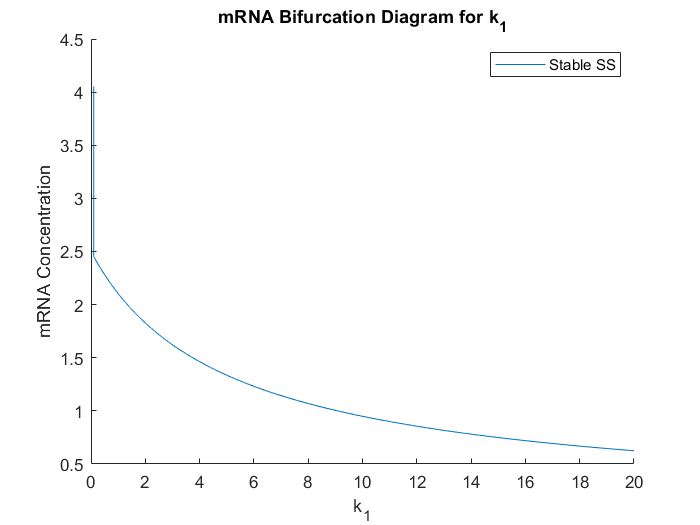 mRNA Bifurcation Diagram for k₁
Stable SS
4.5
4
3.5
3
2.5
2
1.5
1
0.5
mRNA Concentration
0 2 4 6 8 10 12 14 16 18 20
k₁